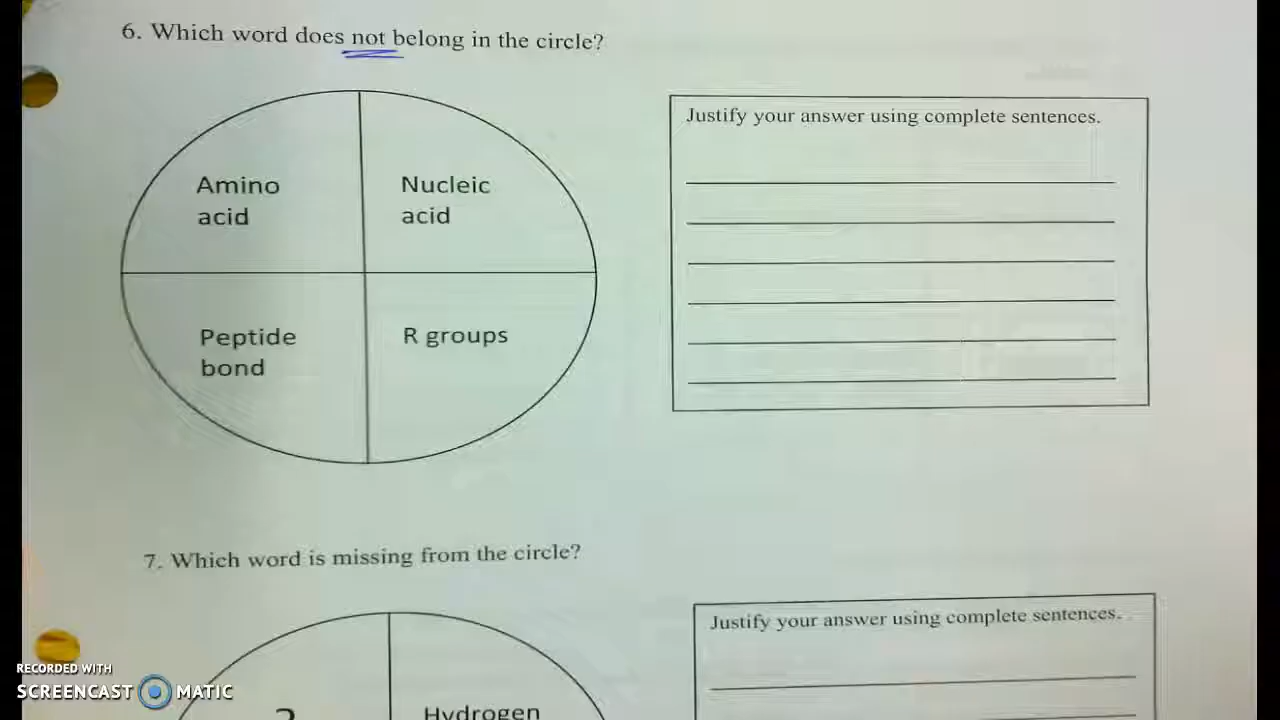 6. Which word does not belong in the circle?
Justify your answer using complete sentences.
Amino
acid
Nucleic
acid
Peptide
bond
R groups
7. Which word is missing from the circle?
Justify your answer using complete sentences.
?
Hydrogen
RECORDED WITH
SCREENCAST MATIC